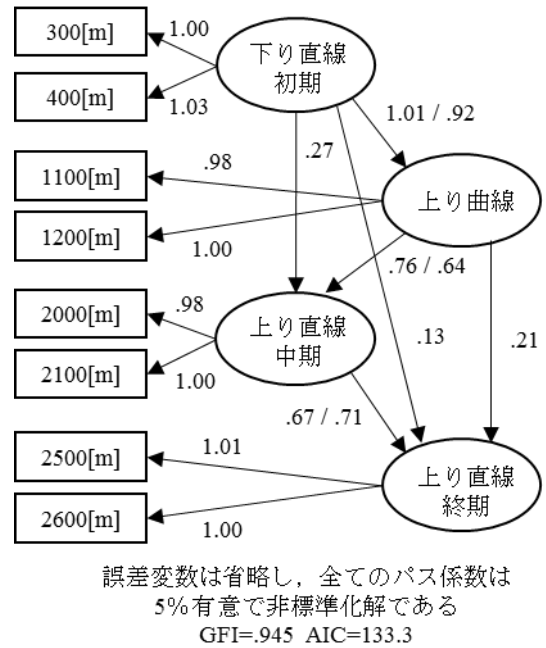 300[m]
400[m]
1.00
1.03
下り直線
初期
1.01 / .92
.27
1100[m]
1200[m]
.98
1.00
上り曲線
.76 / .64
2000[m]
2100[m]
.98
1.00
上り直線
中期
.13
.21
.67 / .71
2500[m]
2600[m]
1.01
1.00
上り直線
終期
誤差変数は省略し，全てのパス係数は
5%有意で非標準化解である
GFI=.945 AIC=133.3